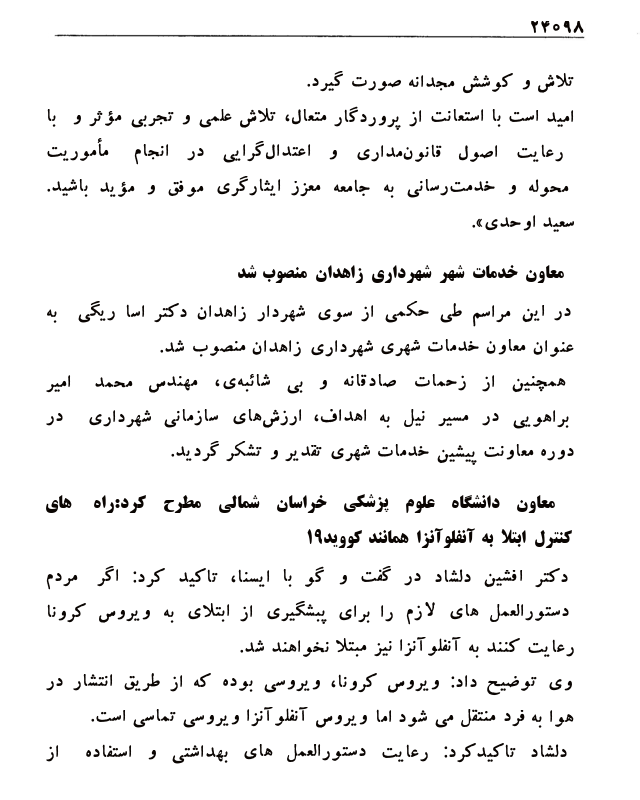 ۲۴۰۹۸
تلاش و کوشش مجدانه صورت گیرد.
امید است با استعانت از پروردگار متعال، تلاش علمی و تجربی مؤثر و با
رعایت اصول قانون‌مداری و اعتدال‌گرایی در انجام مأموریت
محوله و خدمت‌رسانی به جامعه معزز ایثارگری موفق و مؤید باشید.
سعید اوحدی».
معاون خدمات شهر شهرداری زاهدان منصوب شد
در این مراسم طی حکمی از سوی شهردار زاهدان دکتر اسا ریگی به
عنوان معاون خدمات شهری شهرداری زاهدان منصوب شد.
همچنین از زحمات صادقانه و بی شائبه‌ی، مهندس محمد امیر
براهویی در مسیر نیل به اهداف، ارزش‌های سازمانی شهرداری در
دوره معاونت پیشین خدمات شهری تقدیر و تشکر گردید.
معاون دانشگاه علوم پزشکی خراسان شمالی مطرح کرد:راه های
کنترل ابتلا به آنفلوآنزا همانند کووید۱۹
دکتر افشین دلشاد در گفت و گو با ایسنا، تاکید کرد: اگر مردم
دستورالعمل های لازم را برای پبشگیری از ابتلای به ویروس کرونا
رعایت کنند به آنفلوآنزا نیز مبتلا نخواهند شد.
وی توضیح داد: ویروس کرونا، ویروسی بوده که از طریق انتشار در
هوا به فرد منتقل می شود اما ویروس آنفلوآنزا ویروسی تماسی است.
دلشاد تاکیدکرد: رعایت دستورالعمل های بهداشتی و استفاده از